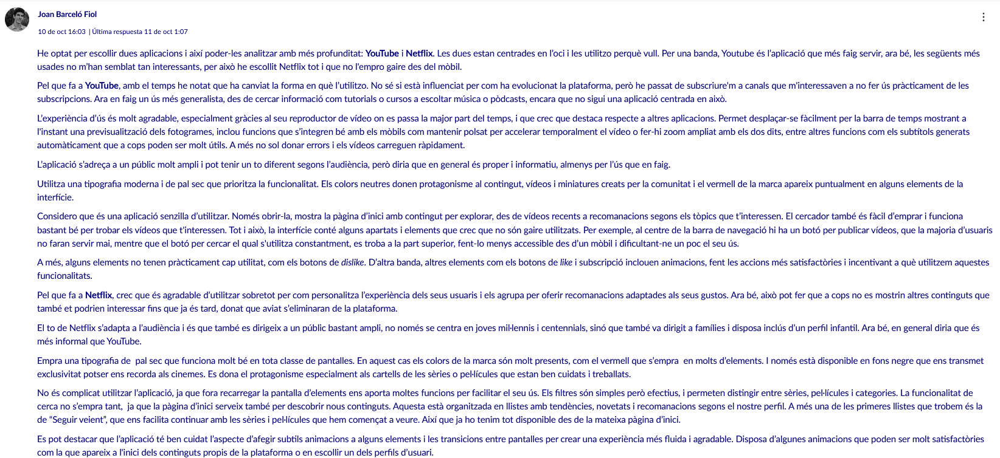 Joan Barceló Fiol
10 de oct 16:03 | Última respuesta 11 de oct 1:07
He optat per escollir dues aplicacions i així poder-les analitzar amb més profunditat: YouTube i Netflix. Les dues estan centrades en l’oci i les utilitzo perquè vull. Per una banda, Youtube és l’aplicació que més faig servir, ara bé, les següents més
usades no m’han semblat tan interessants, per això he escollit Netflix tot i que no l'empro gaire des del mòbil.
Pel que fa a YouTube, amb el temps he notat que ha canviat la forma en què l’utilitzo. No sé si està influenciat per com ha evolucionat la plataforma, però he passat de subscriure'm a canals que m'interessaven a no fer ús pràcticament de les
subscripcions. Ara en faig un ús més generalista, des de cercar informació com tutorials o cursos a escoltar música o pòdcasts, encara que no sigui una aplicació centrada en això.
L’experiència d’ús és molt agradable, especialment gràcies al seu reproductor de vídeo on es passa la major part del temps, i que crec que destaca respecte a altres aplicacions. Permet desplaçar-se fàcilment per la barra de temps mostrant a
l'instant una previsualització dels fotogrames, inclou funcions que s’integren bé amb els mòbils com mantenir polsat per accelerar temporalment el vídeo o fer-hi zoom ampliat amb els dos dits, entre altres funcions com els subtítols generats
automàticament que a cops poden ser molt útils. A més no sol donar errors i els vídeos carreguen ràpidament.
L’aplicació s’adreça a un públic molt ampli i pot tenir un to diferent segons l’audiència, però diria que en general és proper i informatiu, almenys per l’ús que en faig.
Utilitza una tipografia moderna i de pal sec que prioritza la funcionalitat. Els colors neutres donen protagonisme al contingut, vídeos i miniatures creats per la comunitat i el vermell de la marca apareix puntualment en alguns elements de la
interfície.
Considero que és una aplicació senzilla d’utilitzar. Només obrir-la, mostra la pàgina d’inici amb contingut per explorar, des de vídeos recents a recomanacions segons els tòpics que t’interessen. El cercador també és fàcil d’emprar i funciona
bastant bé per trobar els vídeos que t'interessen. Tot i això, la interfície conté alguns apartats i elements que crec que no són gaire utilitzats. Per exemple, al centre de la barra de navegació hi ha un botó per publicar vídeos, que la majoria d’usuaris
no faran servir mai, mentre que el botó per cercar el qual s'utilitza constantment, es troba a la part superior, fent-lo menys accessible des d’un mòbil i dificultant-ne un poc el seu ús.
A més, alguns elements no tenen pràcticament cap utilitat, com els botons de dislike. D’altra banda, altres elements com els botons de like i subscripció inclouen animacions, fent les accions més satisfactòries i incentivant a què utilitzem aquestes
funcionalitats.
Pel que fa a Netflix, crec que és agradable d’utilitzar sobretot per com personalitza l’experiència dels seus usuaris i els agrupa per oferir recomanacions adaptades als seus gustos. Ara bé, això pot fer que a cops no es mostrin altres continguts que
també et podrien interessar fins que ja és tard, donat que aviat s’eliminaran de la plataforma.
El to de Netflix s’adapta a l’audiència i és que també es dirigeix a un públic bastant ampli, no només se centra en joves mil·lennis i centennials, sinó que també va dirigit a famílies i disposa inclús d’un perfil infantil. Ara bé, en general diria que és
més informal que YouTube.
Empra una tipografia de  pal sec que funciona molt bé en tota classe de pantalles. En aquest cas els colors de la marca són molt presents, com el vermell que s’empra  en molts d’elements. I només està disponible en fons negre que ens transmet
exclusivitat potser ens recorda als cinemes. Es dona el protagonisme especialment als cartells de les sèries o pel·lícules que estan ben cuidats i treballats.
No és complicat utilitzar l’aplicació, ja que fora recarregar la pantalla d’elements ens aporta moltes funcions per facilitar el seu ús. Els filtres són simples però efectius, i permeten distingir entre sèries, pel·lícules i categories. La funcionalitat de
cerca no s’empra tant,  ja que la pàgina d’inici serveix també per descobrir nous continguts. Aquesta està organitzada en llistes amb tendències, novetats i recomanacions segons el nostre perfil. A més una de les primeres llistes que trobem és la
de “Seguir veient”, que ens facilita continuar amb les sèries i pel·lícules que hem començat a veure. Així que ja ho tenim tot disponible des de la mateixa pàgina d’inici.
Es pot destacar que l’aplicació té ben cuidat l’aspecte d’afegir subtils animacions a alguns elements i les transicions entre pantalles per crear una experiència més fluida i agradable. Disposa d’algunes animacions que poden ser molt satisfactòries
com la que apareix a l'inici dels continguts propis de la plataforma o en escollir un dels perfils d’usuari.